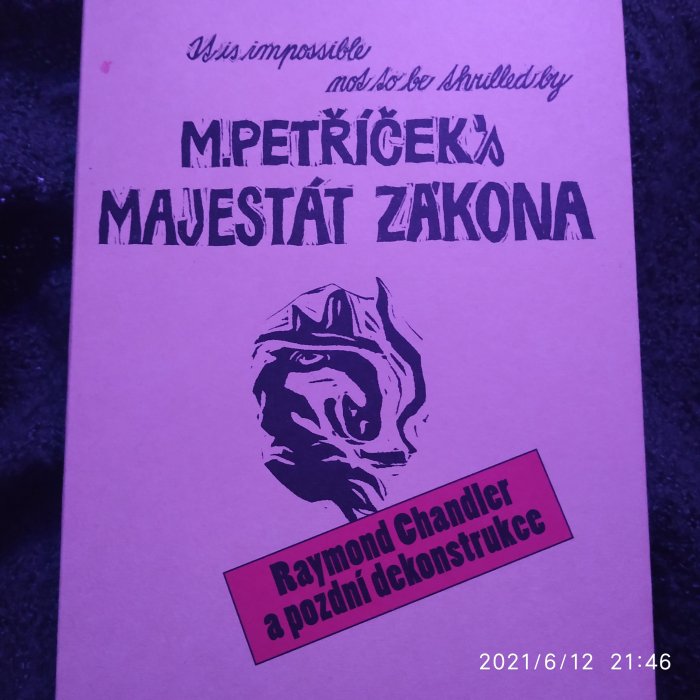 It is impossible
not to be thrilled by
M.PETŘÍČEK's
MAJESTÁT ZÁKONA
Raymond Chandler
a pozdní dekonstrukce
2021/6/12 21:46